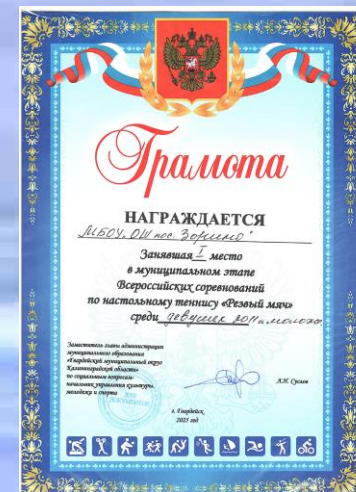 Грамота
НАГРАЖДАЕТСЯ
МБОУ "ОШ пос. Зорино"
Занявшая I место
в муниципальном этапе
Всероссийских соревнований
по настольному теннису «Резвый мяч»
среди девушек 2011 и молож
Заместитель главы администрации
муниципального образования
«Гвардейский муниципальный округ
Калининградской области»
по социальным вопросам-
начальник управления культуры,
молодежи и спорта
А.И. Суслов
г. Гвардейск
2025 год